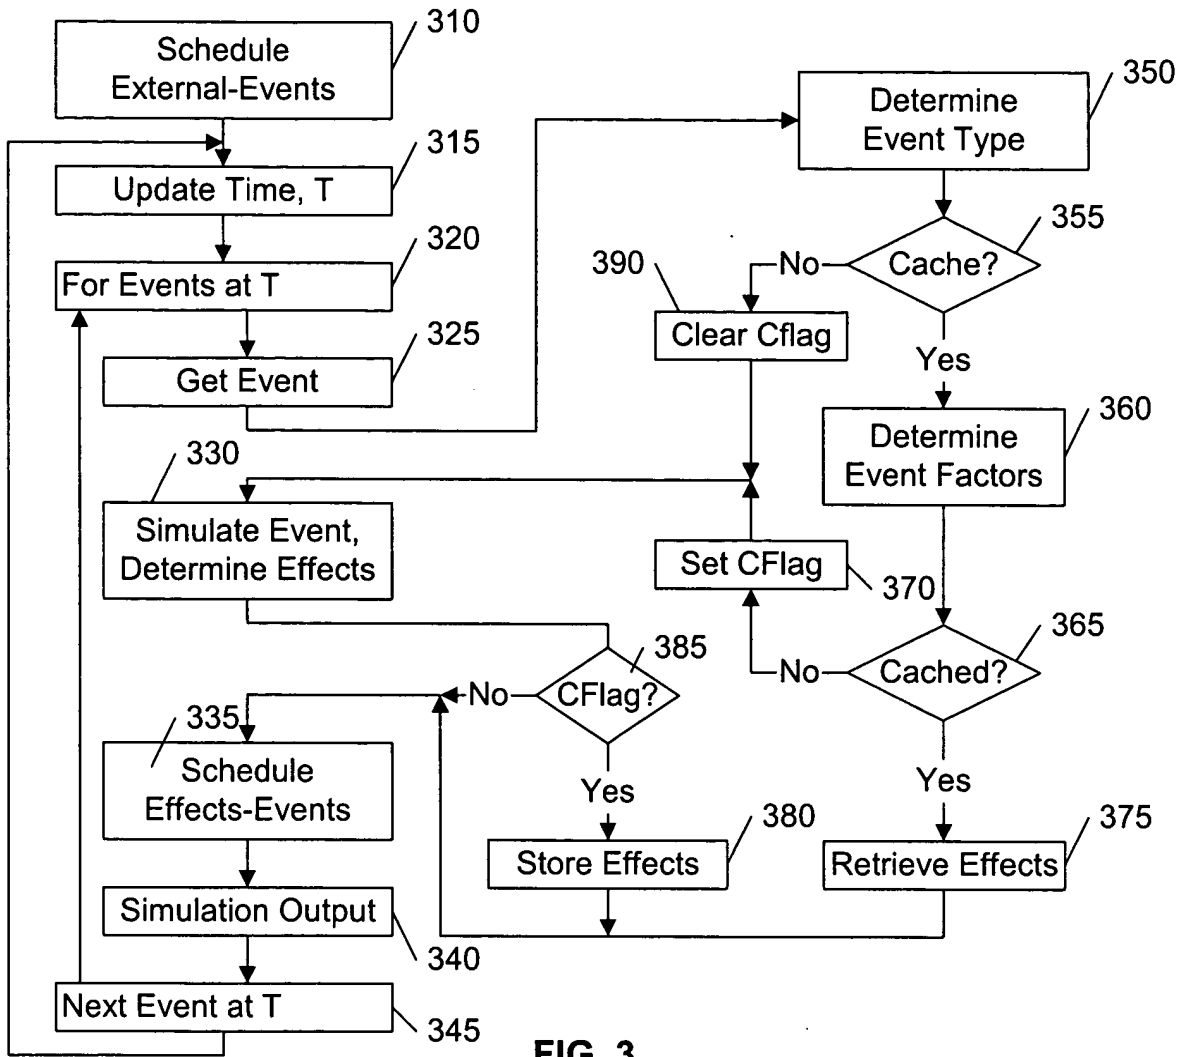 310
Schedule
External-Events
315
Update Time, T
320
For Events at T
325
Get Event
330
Simulate Event,
Determine Effects
335
Schedule
Effects-Events
Simulation Output
340
Next Event at T
345
350
Determine
Event Type
355
Cache?
No
390
Clear Cflag
Yes
360
Determine
Event Factors
Set CFlag
370
365
Cached?
No
385
CFlag?
No
Yes
380
Store Effects
Yes
375
Retrieve Effects
FIG. 3